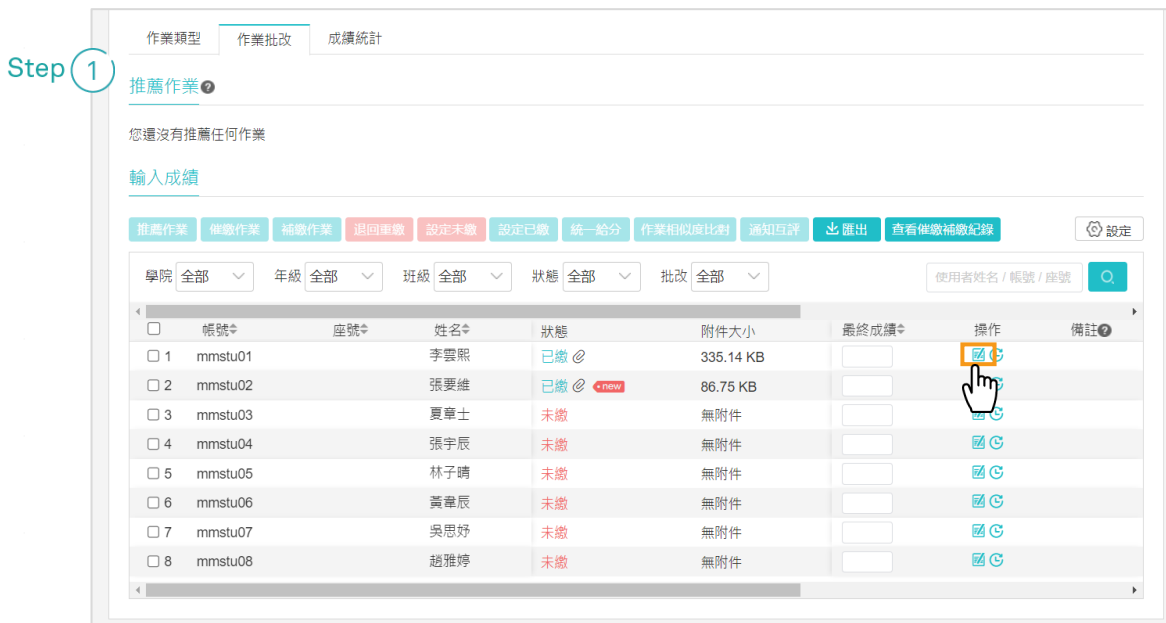 Step 1
作業類型 作業批改 成績統計
推薦作業
您還沒有推薦任何作業
輸入成績
推薦作業 催繳作業 補繳作業 退回重繳 設定未繳 設定已繳 統一給分 作業相似度比對 通知互評 匯出 查看催繳補繳紀錄 設定
學院 全部 年級 全部 班級 全部 狀態 全部 批改 全部 使用者姓名 / 帳號 / 座號
帳號 座號 姓名 狀態 附件大小 最終成績 操作 備註
1 mmstu01 李雲熙 已繳 335.14 KB
2 mmstu02 張要維 已繳 new 86.75 KB
3 mmstu03 夏章士 未繳 無附件
4 mmstu04 張宇辰 未繳 無附件
5 mmstu05 林子晴 未繳 無附件
6 mmstu06 黃韋辰 未繳 無附件
7 mmstu07 吳思妤 未繳 無附件
8 mmstu08 趙雅婷 未繳 無附件